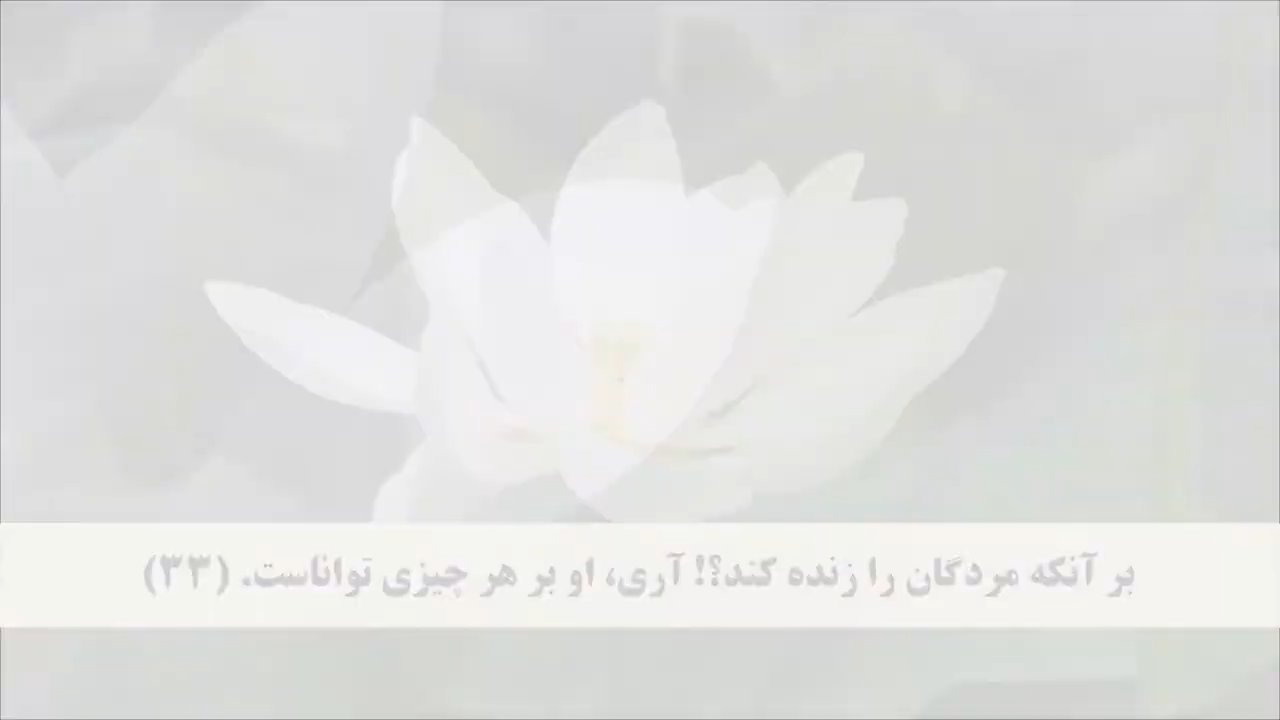 بر آنکه مردگان را زنده کند؟! آری، او بر هر چیزی تواناست. (۳۳)